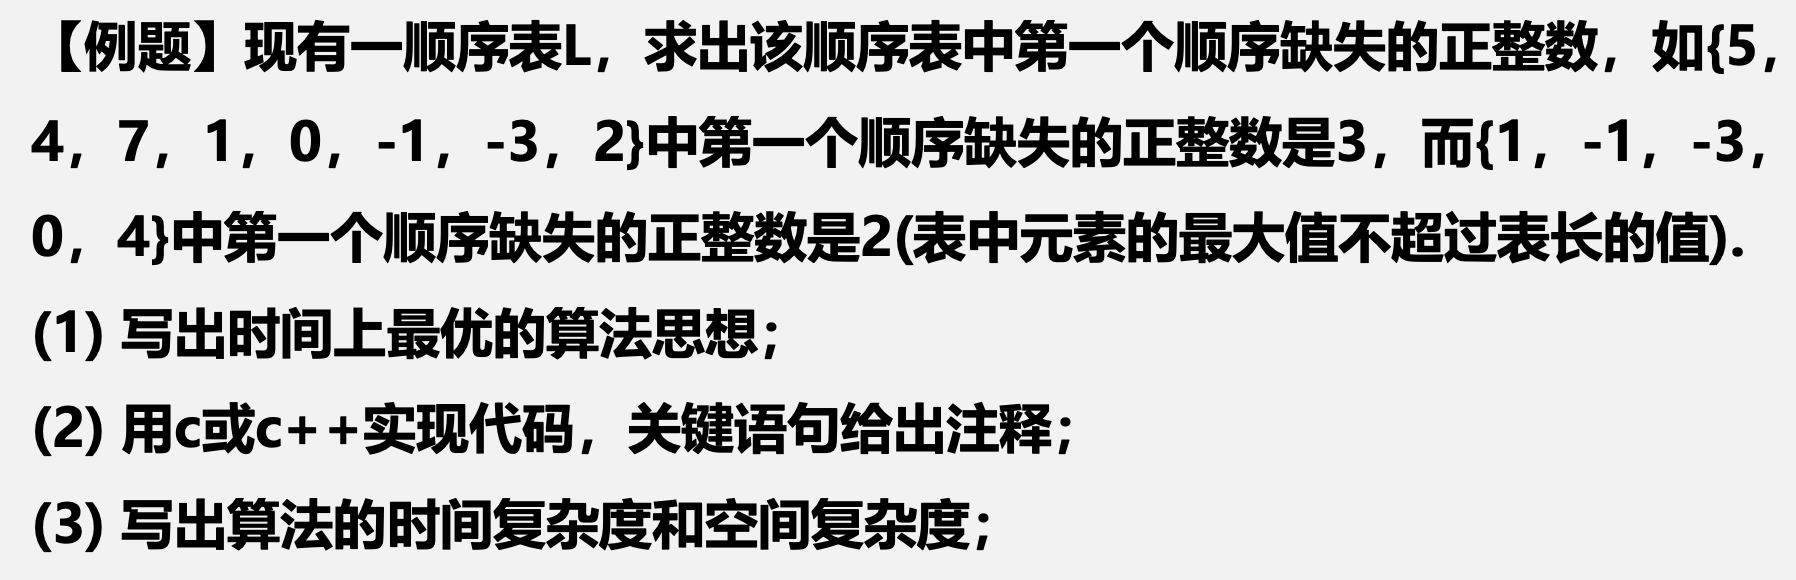 【例题】现有一顺序表L，求出该顺序表中第一个顺序缺失的正整数，如{5，
4，7，1，0，-1，-3，2}中第一个顺序缺失的正整数是3，而{1，-1，-3，
0，4}中第一个顺序缺失的正整数是2(表中元素的最大值不超过表长的值).
(1) 写出时间上最优的算法思想；
(2) 用c或c++实现代码，关键语句给出注释；
(3) 写出算法的时间复杂度和空间复杂度；